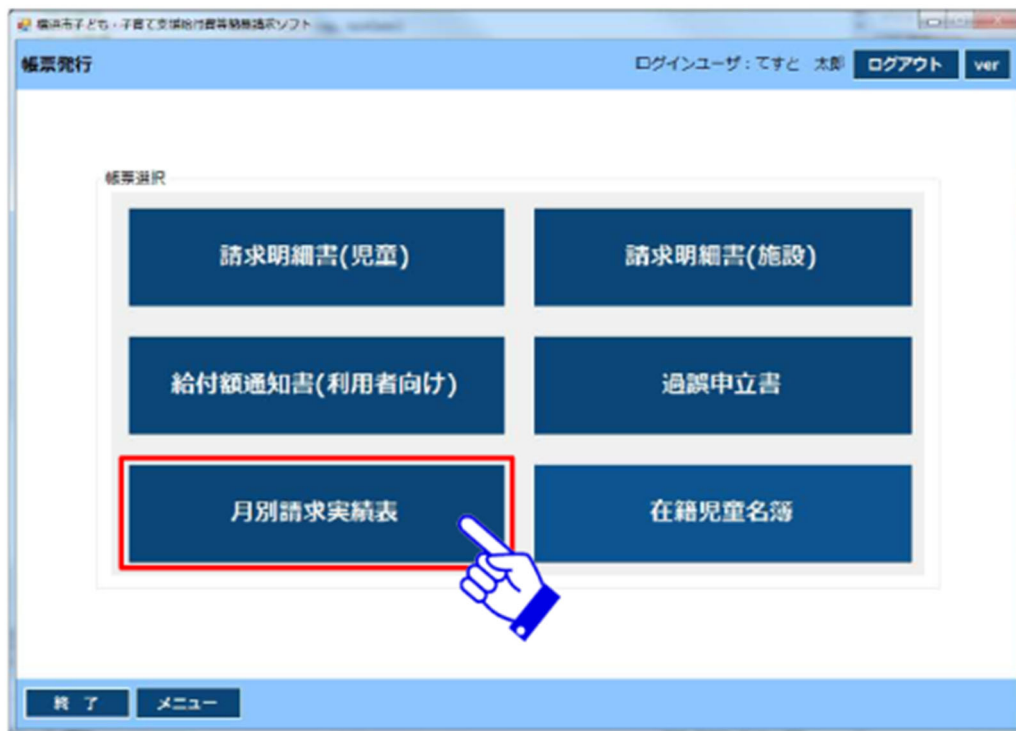 横浜市子ども・子育て支援給付費等簡易請求ソフト
帳票発行
ログインユーザ：てすと 太郎
ログアウト
ver
帳票選択
請求明細書(児童)
請求明細書(施設)
給付額通知書(利用者向け)
過誤申立書
月別請求実績表
在籍児童名簿
終 了
メニュー